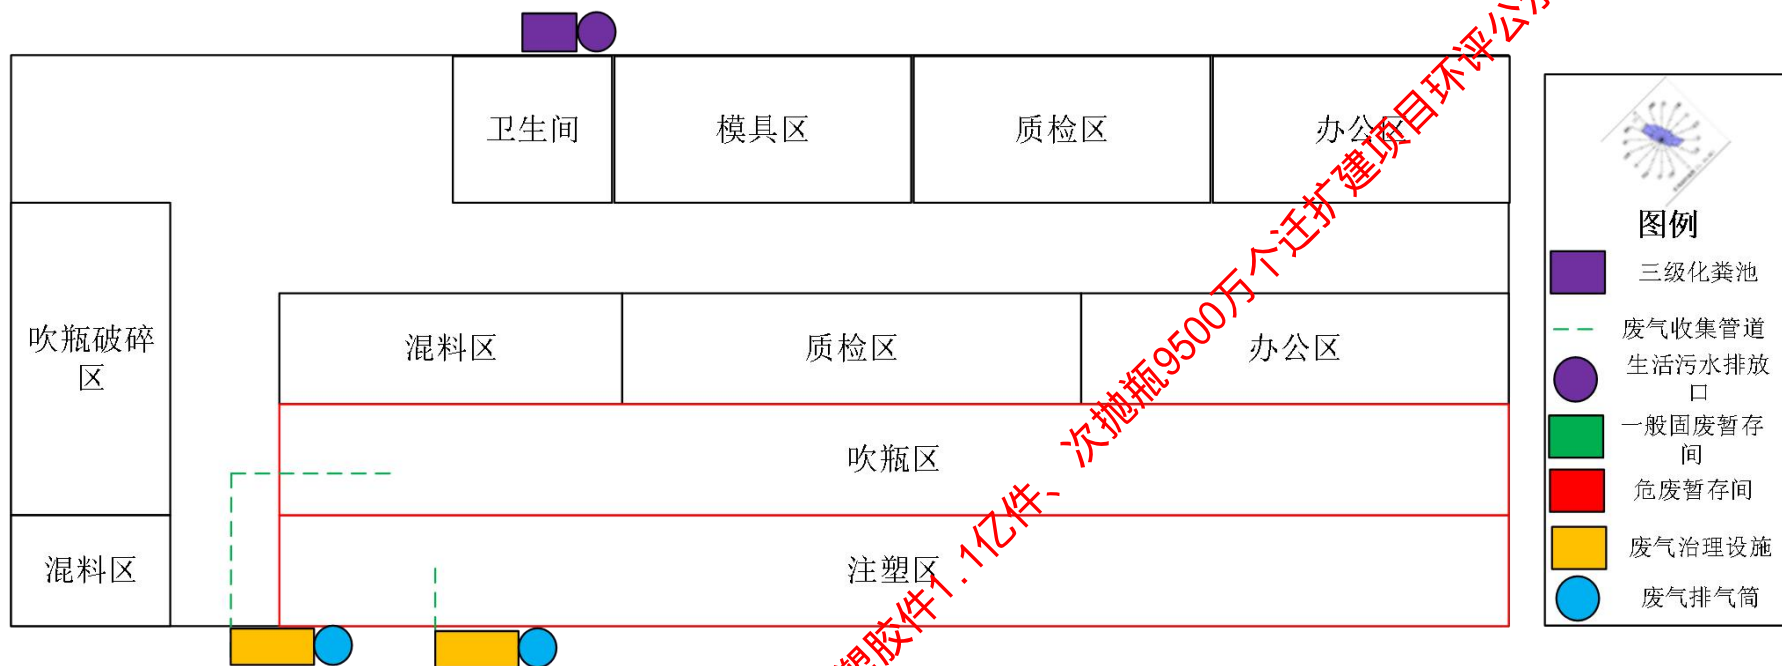 卫生间
模具区
质检区
办公区
吹瓶破碎
区
混料区
质检区
办公区
吹瓶区
混料区
注塑区
塑胶件1.1亿件、 次抛瓶9500万个迁扩建项目环评公示
图例
三级化粪池
废气收集管道
生活污水排放
口
一般固废暂存
间
危废暂存间
废气治理设施
废气排气筒